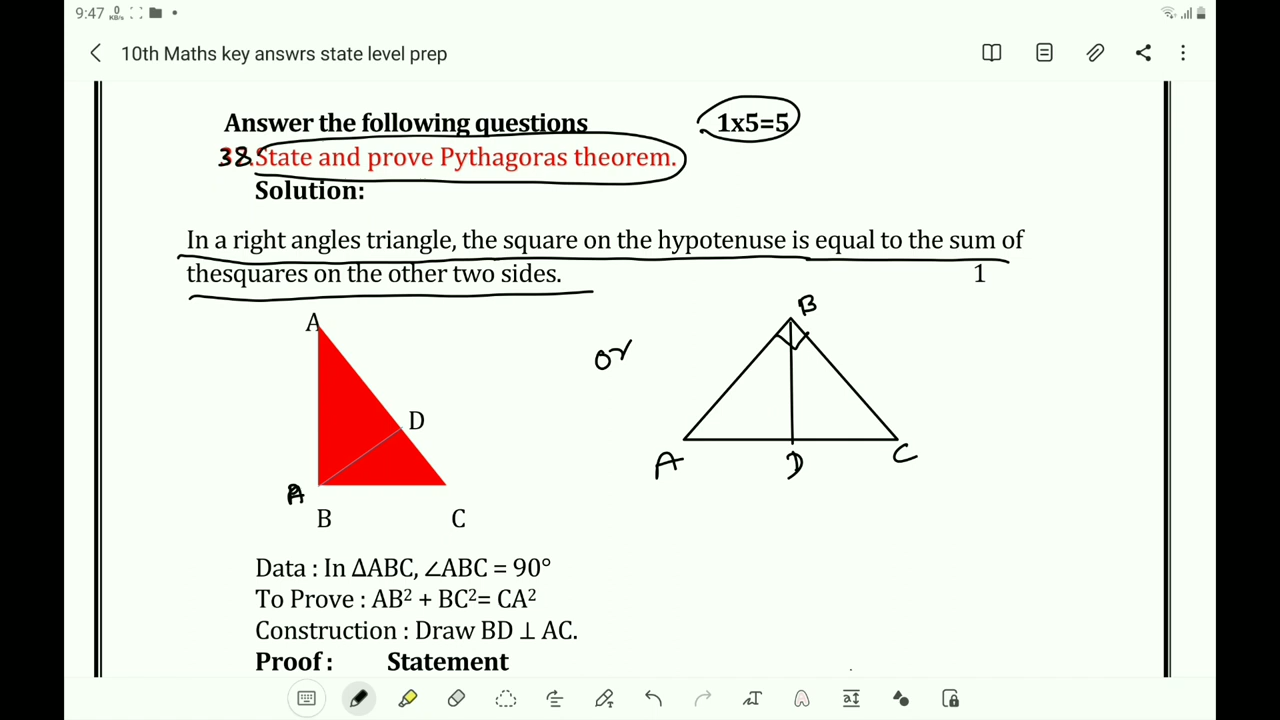 9:47 0 KB/s
10th Maths key answrs state level prep
Answer the following questions 1x5=5
38. State and prove Pythagoras theorem.
Solution:
In a right angles triangle, the square on the hypotenuse is equal to the sum of
thesquares on the other two sides. 1
A
D
B
C
or
B
A
D
C
Data : In ΔABC, ∠ABC = 90°
To Prove : AB² + BC²= CA²
Construction : Draw BD ⊥ AC.
Proof : Statement